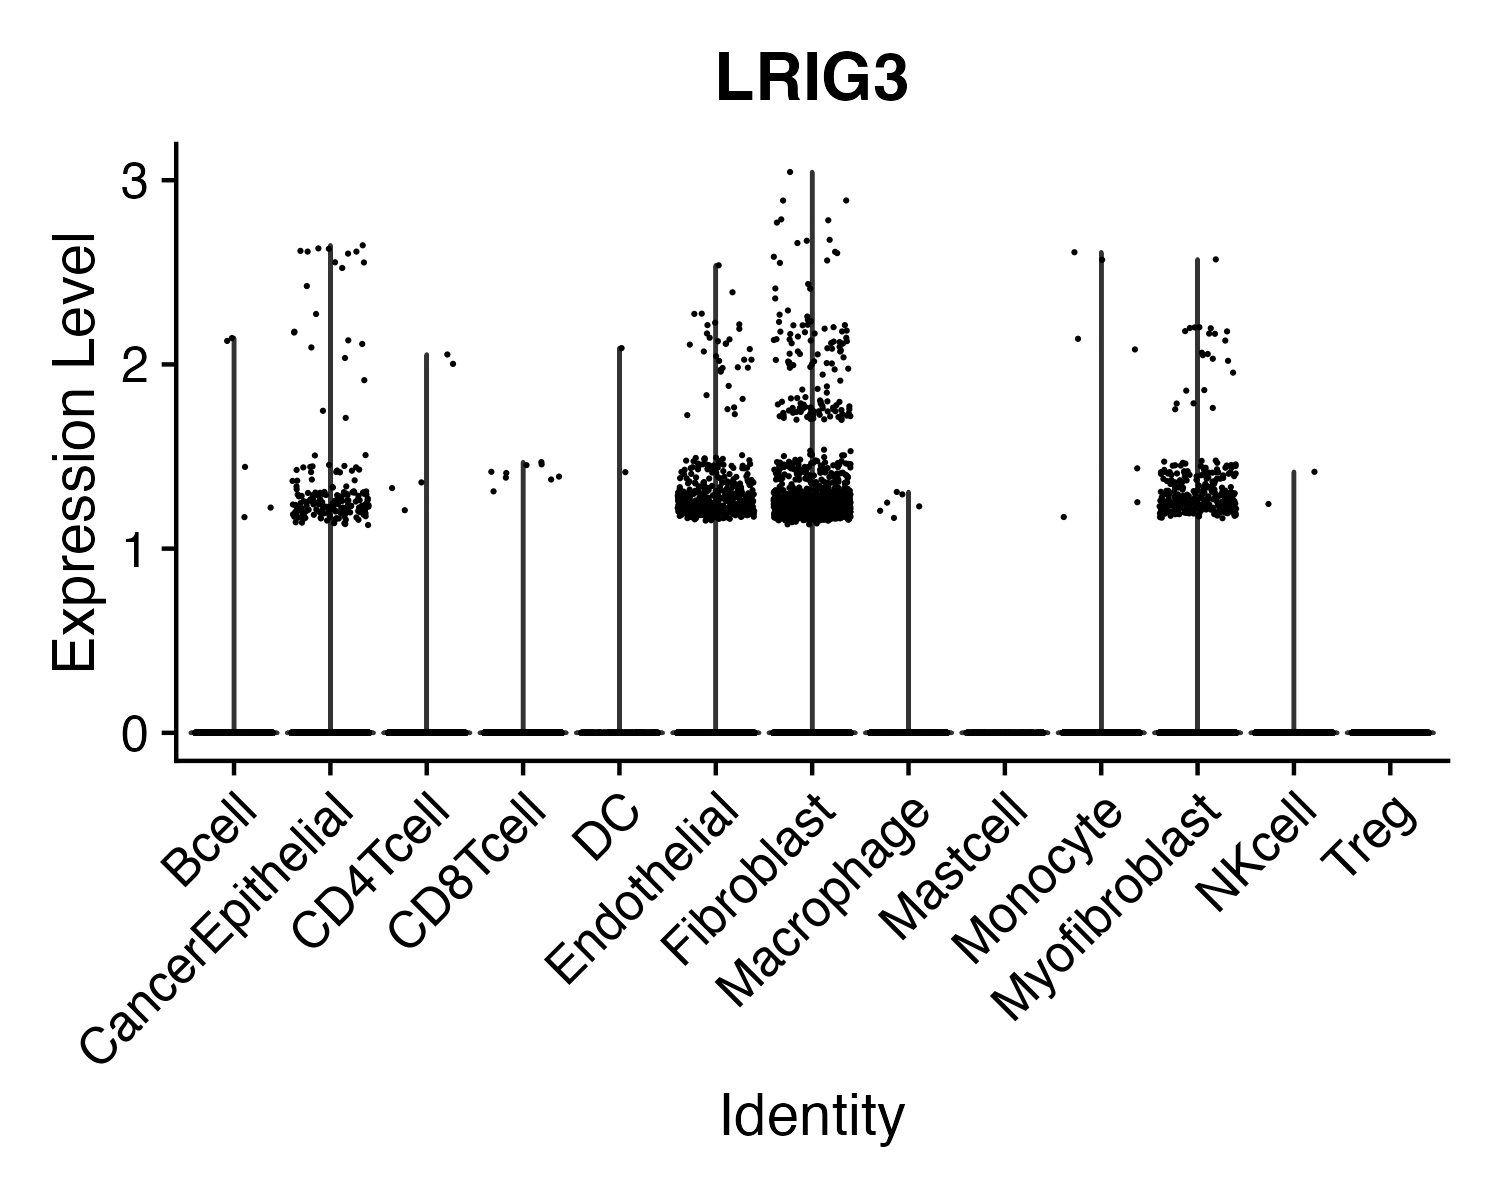 LRIG3
Expression Level
3
2
1
0
Bcell
CancerEpithelial
CD4Tcell
CD8Tcell
DC
Endothelial
Fibroblast
Macrophage
Mastcell
Monocyte
Myofibroblast
NKcell
Treg
Identity